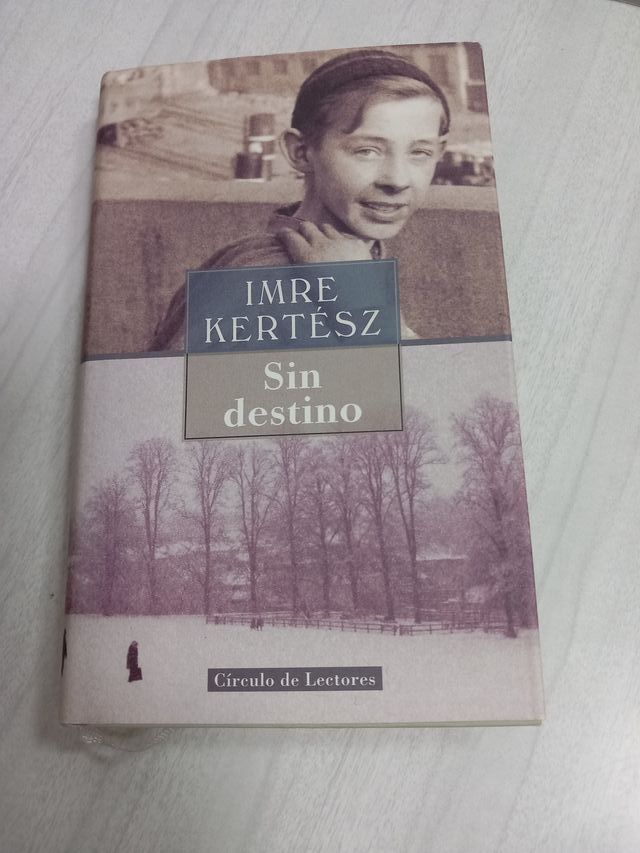 IMRE
KERTÉSZ
Sin
destino
Círculo de Lectores